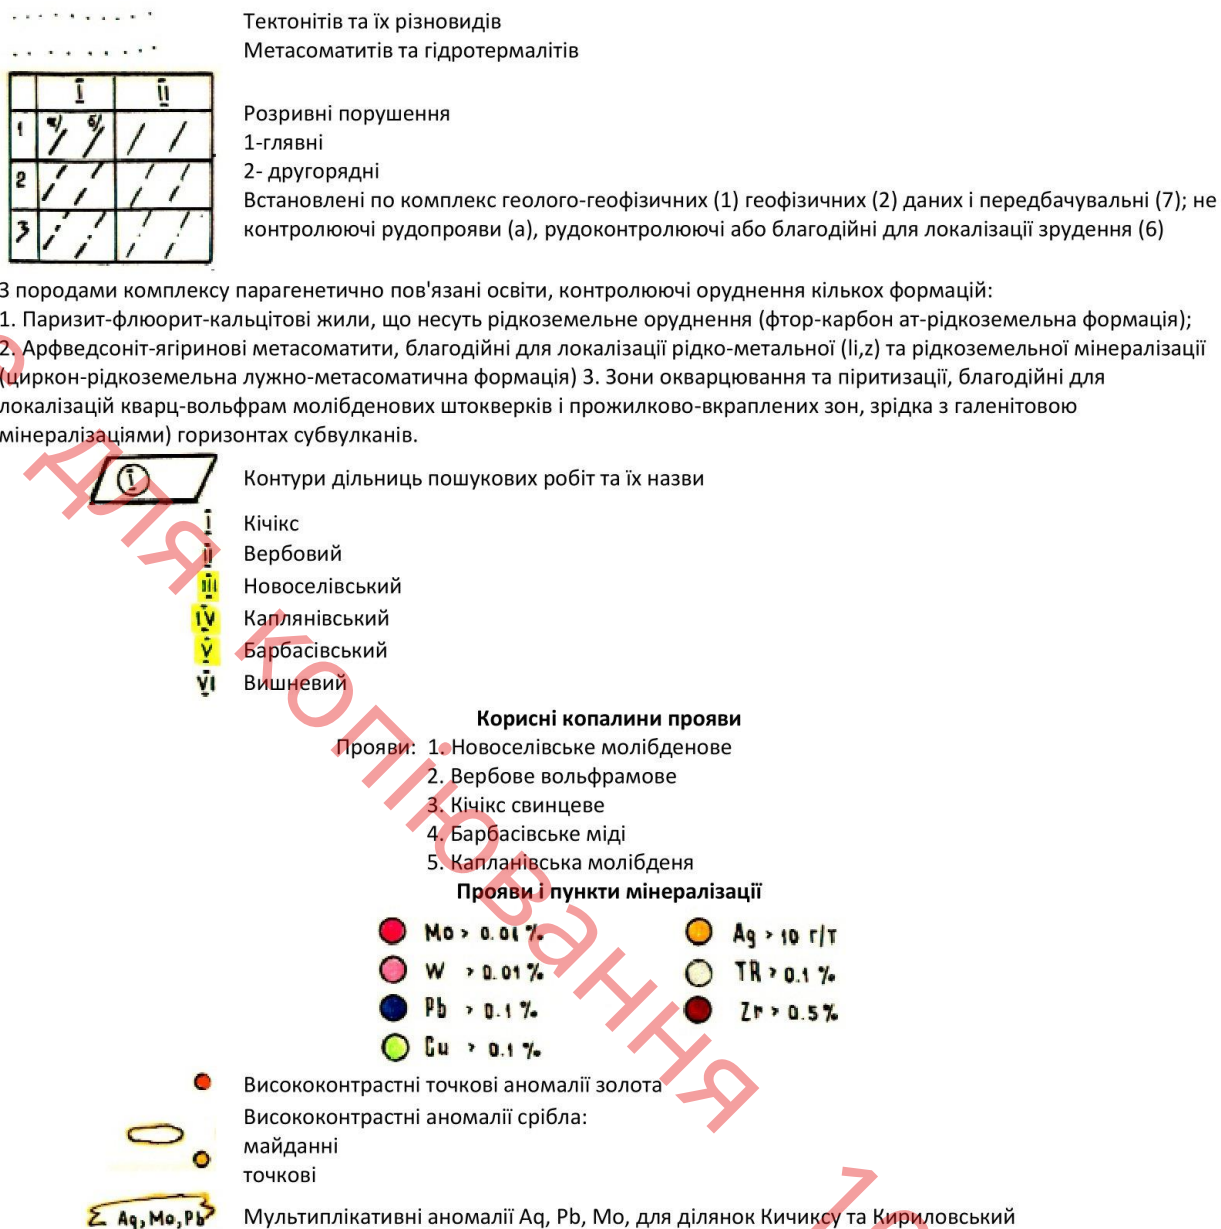 Тектонітів та їх різновидів
Метасоматитів та гідротермалітів
I II
1 а) б)
2
3
Розривні порушення
1-глявні
2- другорядні
Встановлені по комплекс геолого-геофізичних (1) геофізичних (2) даних і передбачувальні (7); не
контролюючі рудопрояви (а), рудоконтролюючі або благодійні для локалізації зрудення (6)
З породами комплексу парагенетично пов'язані освіти, контролюючі оруднення кількох формацій:
1. Паризит-флюорит-кальцітові жили, що несуть рідкоземельне оруднення (фтор-карбон ат-рідкоземельна формація);
2. Арфведсоніт-ягіринові метасоматити, благодійні для локалізації рідко-метальної (li,z) та рідкоземельної мінералізації
(циркон-рідкоземельна лужно-метасоматична формація) 3. Зони окварцювання та піритизації, благодійні для
локалізацій кварц-вольфрам молібденових штокверків і прожилково-вкраплених зон, зрідка з галенітовою
мінералізаціями) горизонтах субвулканів.
I Контури дільниць пошукових робіт та їх назви
I Кічікс
II Вербовий
III Новоселівський
IV Каплянівський
V Барбасівський
VI Вишневий
Корисні копалини прояви
Прояви: 1. Новоселівське молібденове
2. Вербове вольфрамове
3. Кічікс свинцеве
4. Барбасівське міді
5. Капланівська молібденя
Прояви і пункти мінералізації
Mo > 0.01 % Ag > 10 г/т
W > 0.01 % TR > 0.1 %
Pb > 0.1 % Zr > 0.5 %
Cu > 0.1 %
Висококонтрастні точкові аномалії золота
Висококонтрастні аномалії срібла:
майданні
точкові
Σ Ag, Mo, Pb Мультиплікативні аномалії Aq, Pb, Mo, для ділянок Кичиксу та Кириловський
для копіювання